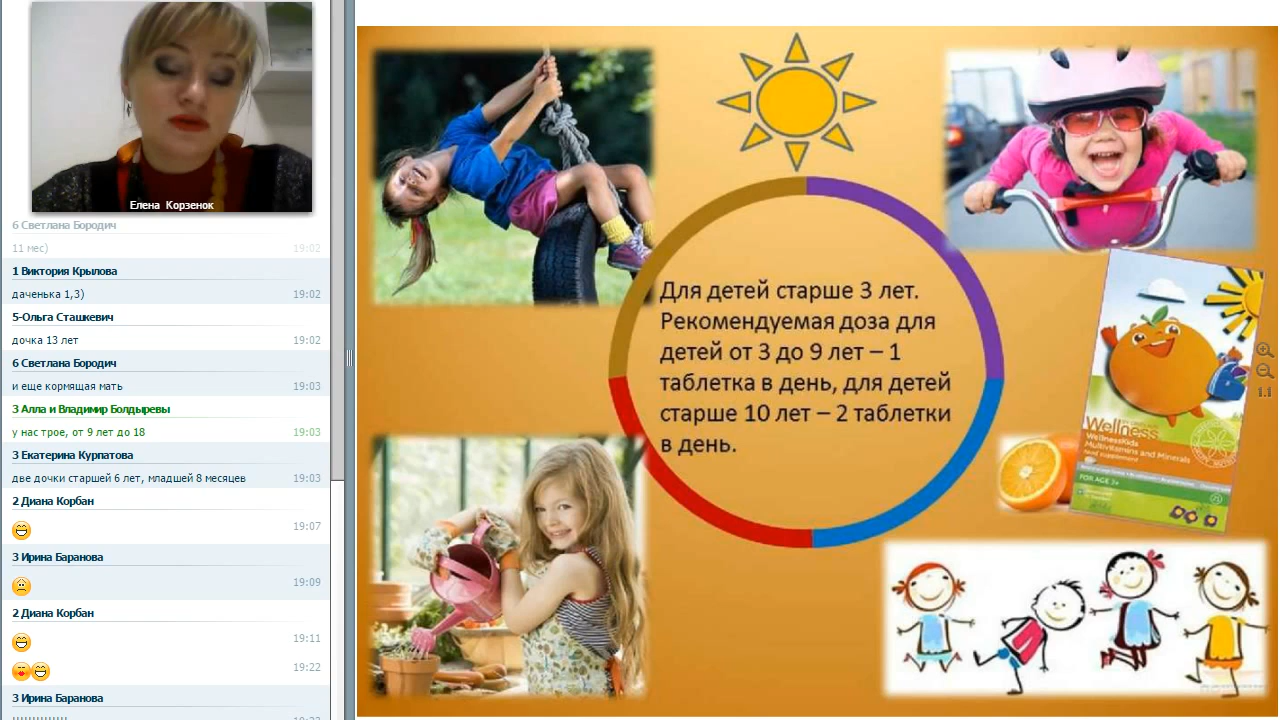 Елена Корзенок
6 Светлана Бородич
11 мес) 19:02
1 Виктория Крылова
даченька 1,3) 19:02
5-Ольга Сташкевич
дочка 13 лет 19:02
6 Светлана Бородич
и еще кормящая мать 19:03
3 Алла и Владимир Болдыревы
у нас трое, от 9 лет до 18 19:03
3 Екатерина Курпатова
две дочки старшей 6 лет, младшей 8 месяцев 19:03
2 Диана Корбан
19:07
3 Ирина Баранова
19:09
2 Диана Корбан
19:11
19:22
3 Ирина Баранова
Для детей старше 3 лет.
Рекомендуемая доза для
детей от 3 до 9 лет – 1
таблетка в день, для детей
старше 10 лет – 2 таблетки
в день.
Wellness
WellnessKids
Multivitamins and Minerals
food supplement
FOR AGE 3+
1:1